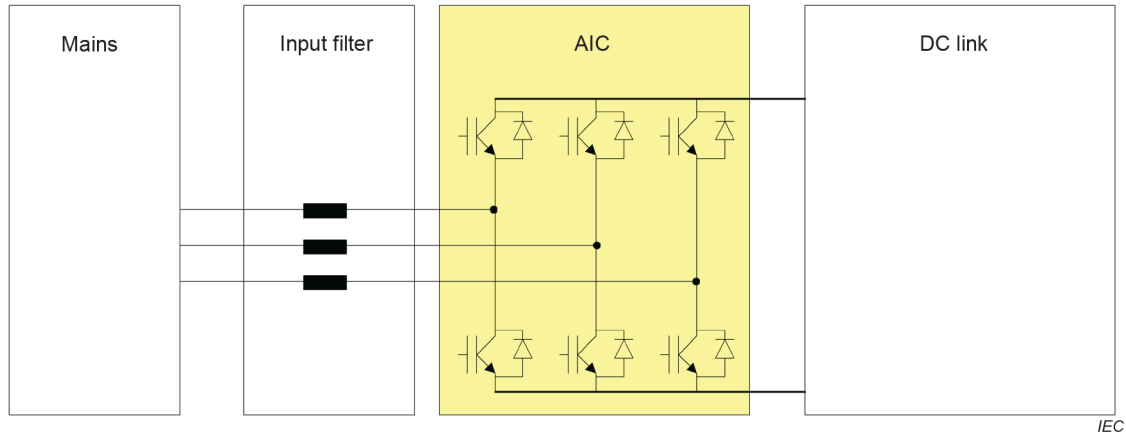 Mains
Input filter
AIC
DC link
IEC